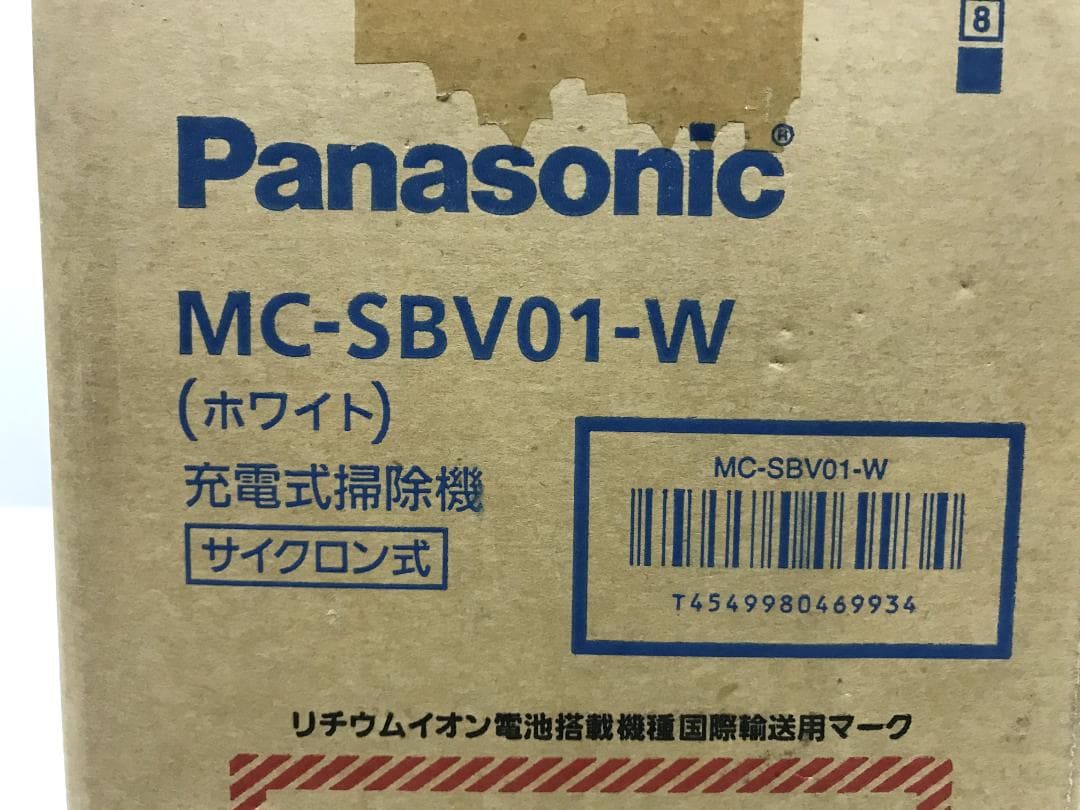 8
Panasonic®
MC-SBV01-W
(ホワイト)
充電式掃除機
サイクロン式
MC-SBV01-W
T4549980469934
リチウムイオン電池搭載機種国際輸送用マーク